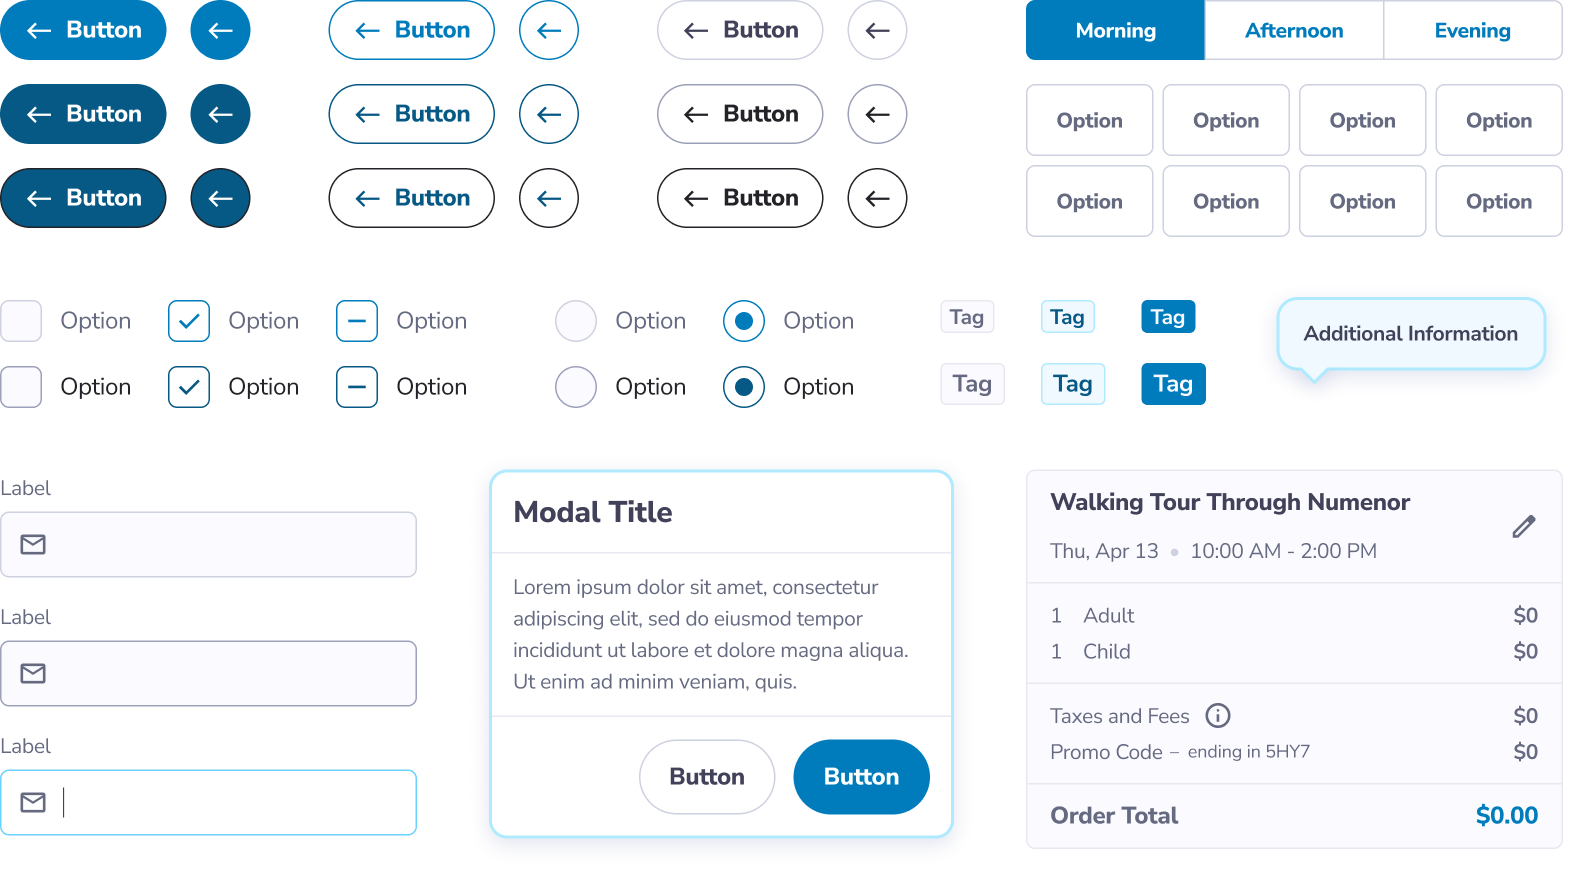 Button
Button
Button
Morning Afternoon Evening
Button
Button
Button
Option Option Option Option
Button
Button
Button
Option Option Option Option
Option Option Option Option Option
Tag Tag Tag
Additional Information
Option Option Option Option Option
Tag Tag Tag
Label
Label
Label
Modal Title
Lorem ipsum dolor sit amet, consectetur
adipiscing elit, sed do eiusmod tempor
incididunt ut labore et dolore magna aliqua.
Ut enim ad minim veniam, quis.
Button Button
Walking Tour Through Numenor
Thu, Apr 13 • 10:00 AM - 2:00 PM
1 Adult $0
1 Child $0
Taxes and Fees $0
Promo Code – ending in 5HY7 $0
Order Total $0.00